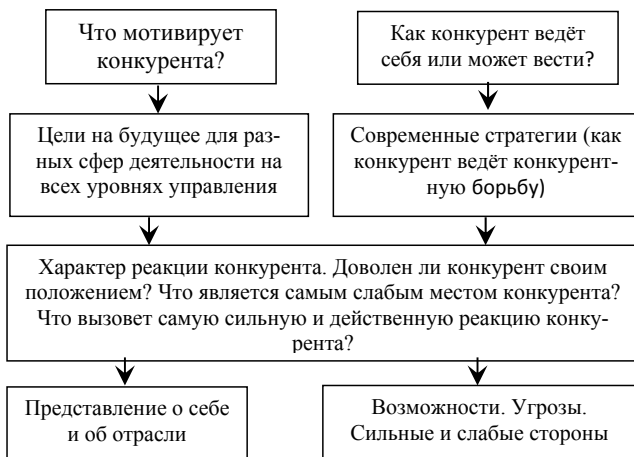 Что мотивирует
конкурента?
Как конкурент ведёт
себя или может вести?
Цели на будущее для раз-
ных сфер деятельности на
всех уровнях управления
Современные стратегии (как
конкурент ведёт конкурент-
ную борьбу)
Характер реакции конкурента. Доволен ли конкурент своим
положением? Что является самым слабым местом конкурента?
Что вызовет самую сильную и действенную реакцию конку-
рента?
Представление о себе
и об отрасли
Возможности. Угрозы.
Сильные и слабые стороны